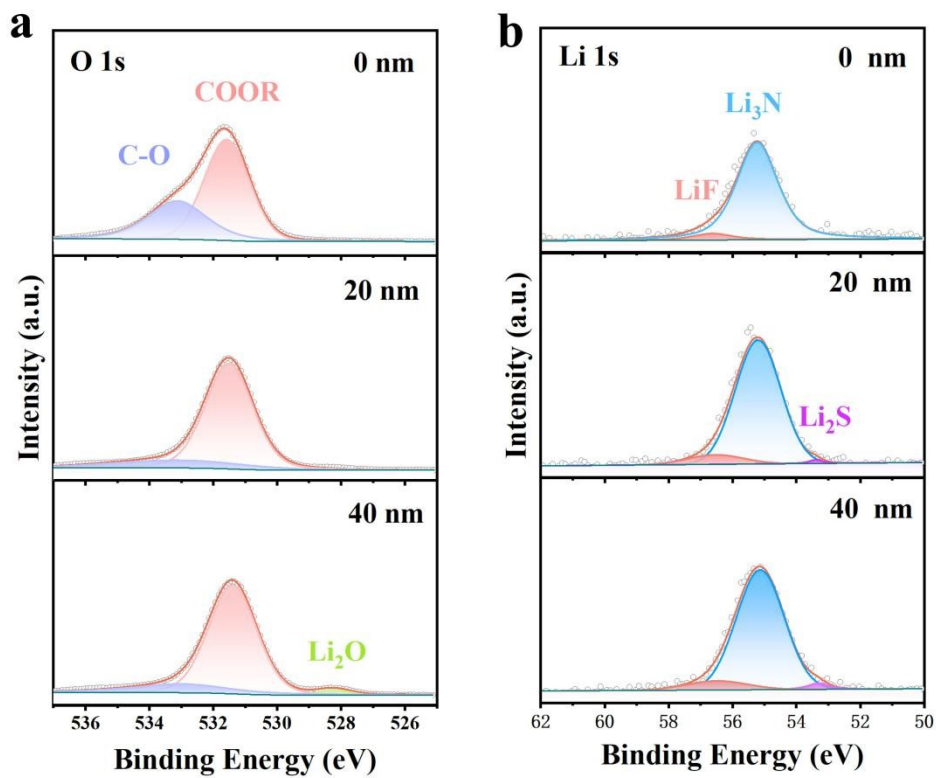 a
O 1s
0 nm
COOR
C-O
20 nm
40 nm
Li₂O
Intensity (a.u.)
536 534 532 530 528 526
Binding Energy (eV)
b
Li 1s
0 nm
Li₃N
LiF
20 nm
Li₂S
40 nm
Intensity (a.u.)
62 60 58 56 54 52 50
Binding Energy (eV)